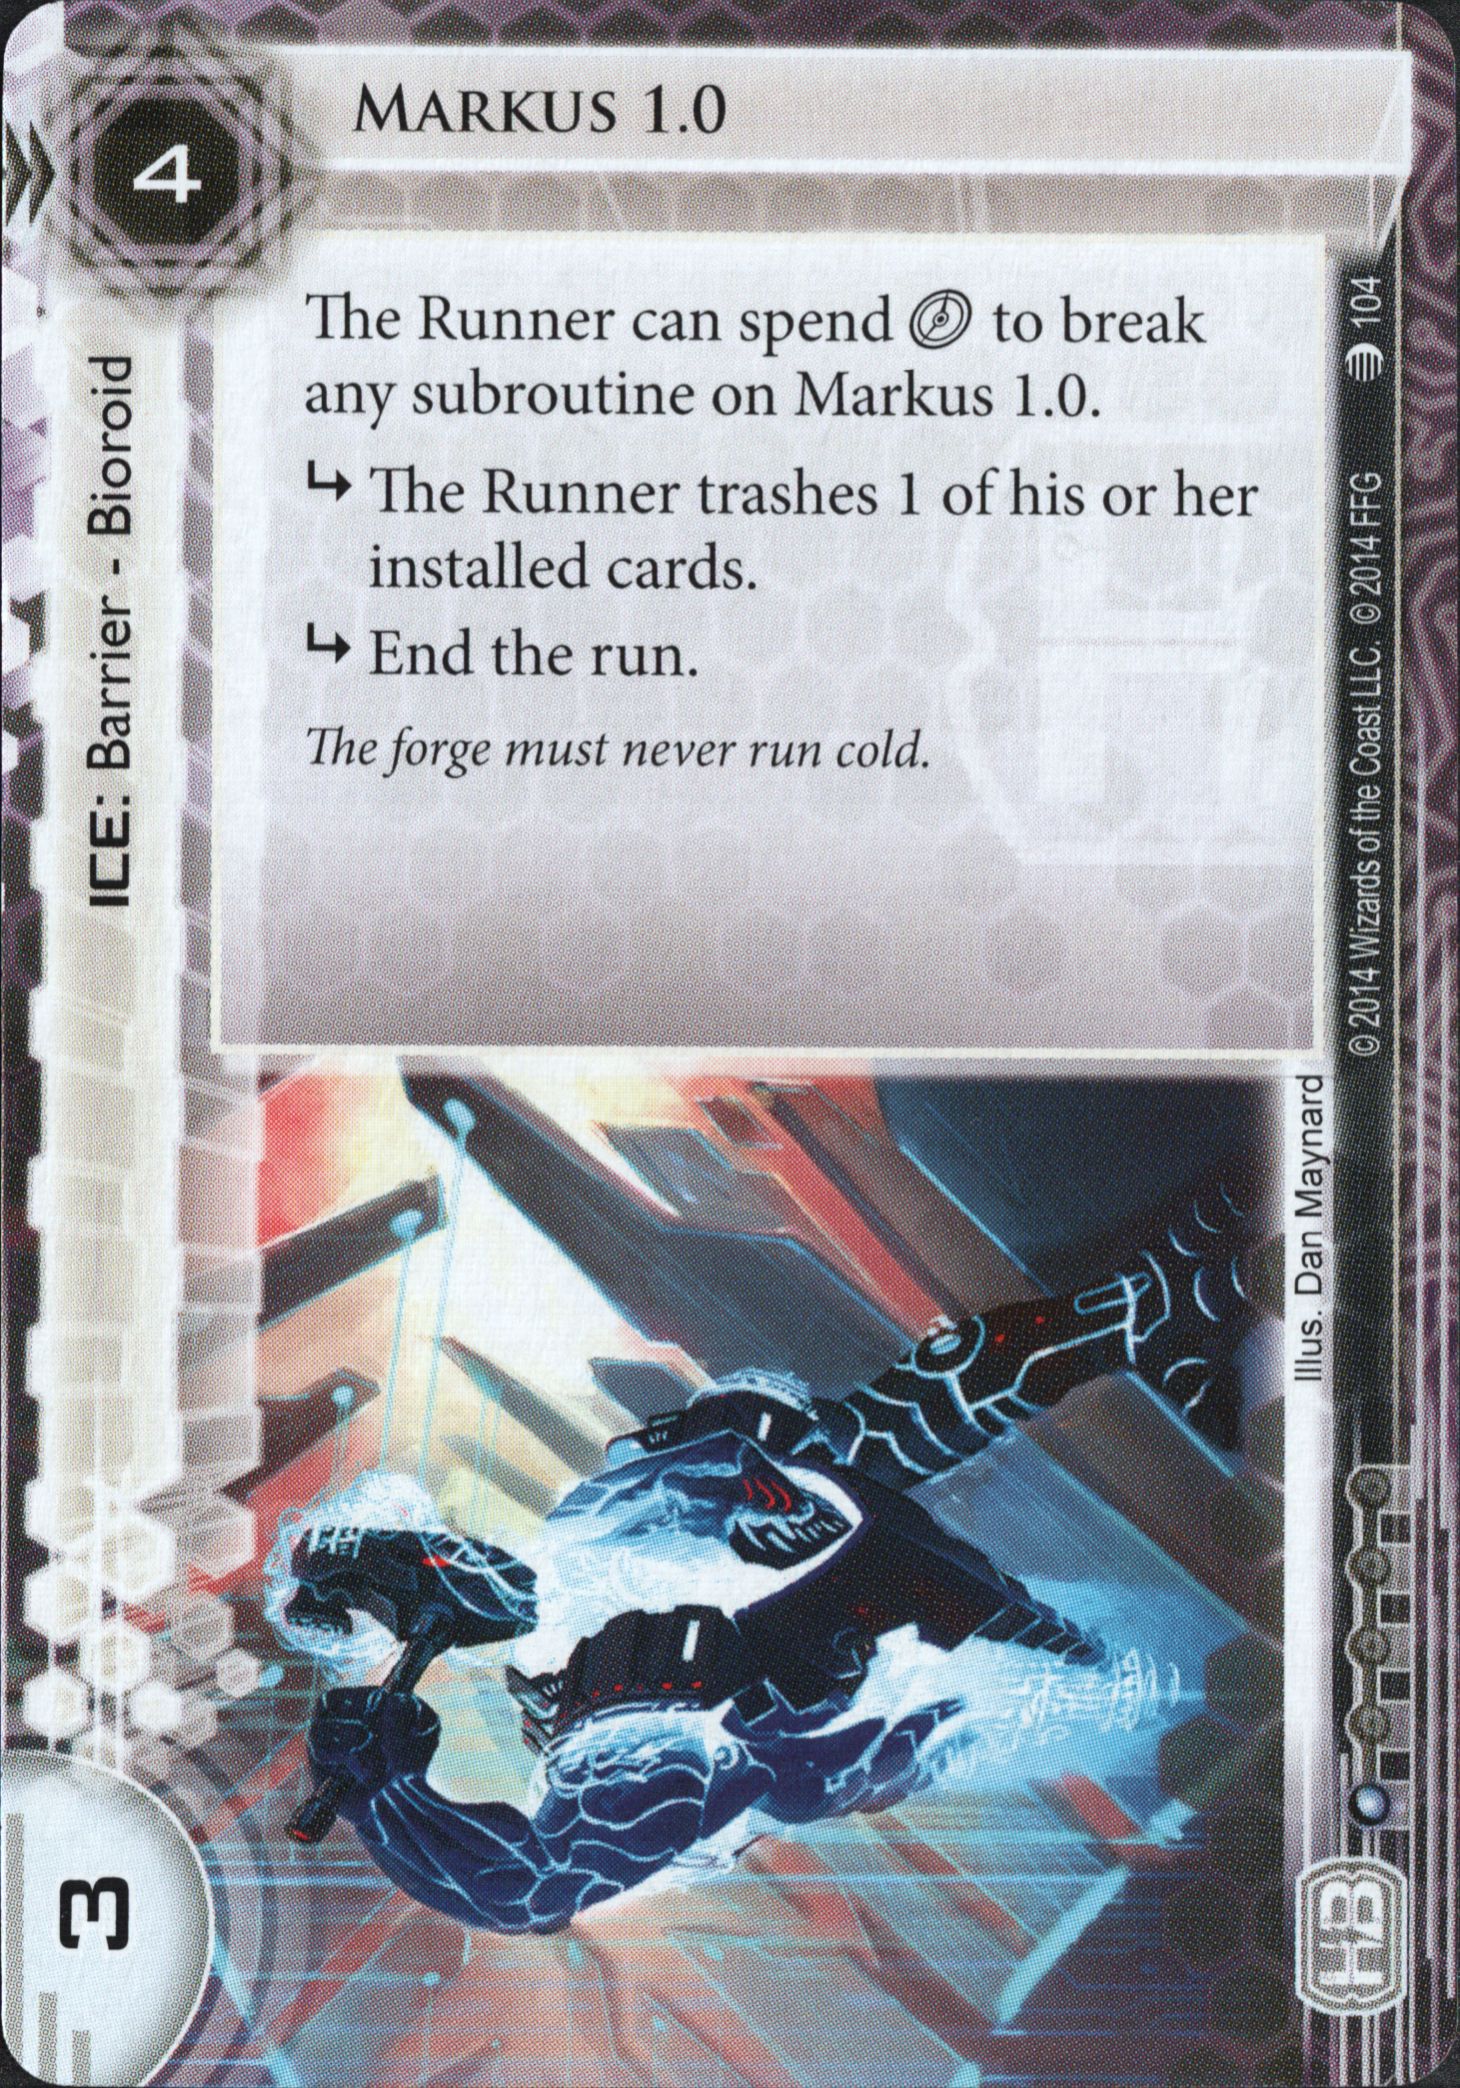 MARKUS 1.0
4
ICE: Barrier - Bioroid
The Runner can spend to break
any subroutine on Markus 1.0.
The Runner trashes 1 of his or her
installed cards.
End the run.
The forge must never run cold.
104
© 2014 Wizards of the Coast LLC. © 2014 FFG
Illus. Dan Maynard
3
HB